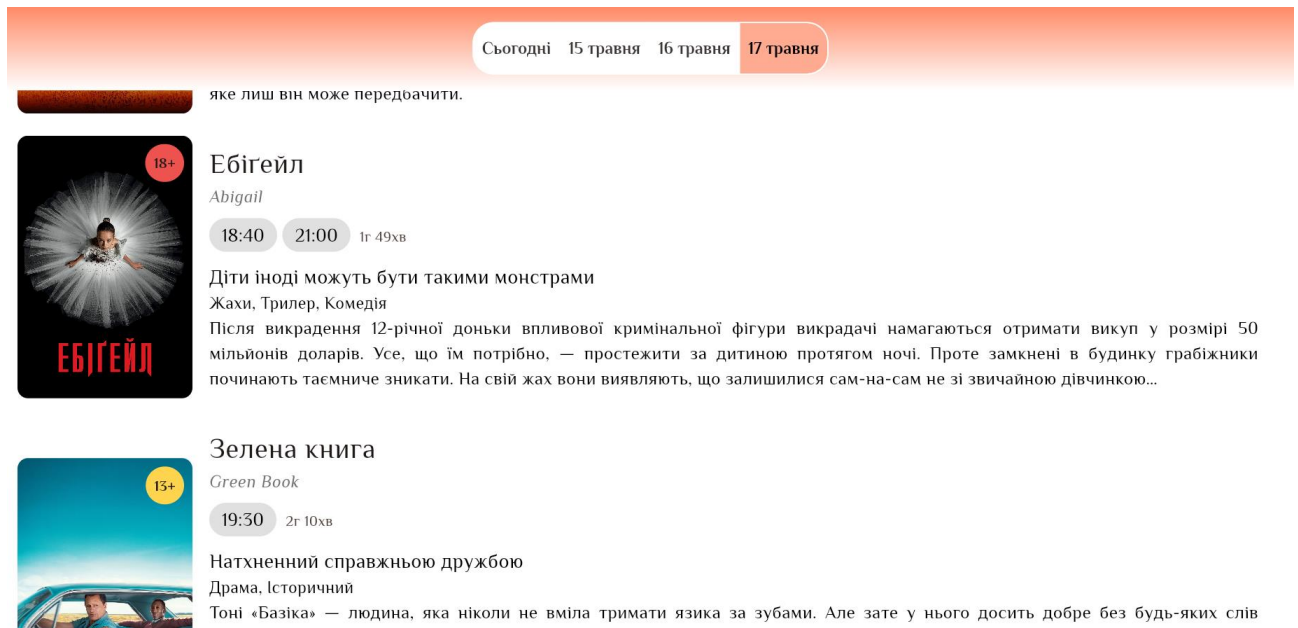 Сьогодні 15 травня 16 травня 17 травня
яке лиш він може передбачити.
18+
Ебіґейл
Abigail
18:40 21:00 1г 49хв
Діти іноді можуть бути такими монстрами
Жахи, Трилер, Комедія
Після викрадення 12-річної доньки впливової кримінальної фігури викрадачі намагаються отримати викуп у розмірі 50
мільйонів доларів. Усе, що їм потрібно, — простежити за дитиною протягом ночі. Проте замкнені в будинку грабіжники
починають таємниче зникати. На свій жах вони виявляють, що залишилися сам-на-сам не зі звичайною дівчинкою...
ЕБІҐЕЙЛ
Зелена книга
Green Book
13+
19:30 2г 10хв
Натхненний справжньою дружбою
Драма, Історичний
Тоні «Базіка» — людина, яка ніколи не вміла тримати язика за зубами. Але зате у нього досить добре без будь-яких слів